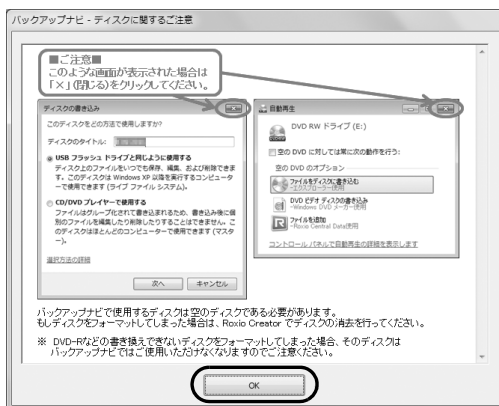 バックアップナビ - ディスクに関するご注意
■ご注意■
このような画面が表示された場合は
「×」(閉じる)をクリックしてください。
ディスクの書き込み
このディスクをどの方法で使用しますか?
ディスクのタイトル:
USB フラッシュ ドライブと同じように使用する
ディスク上のファイルをいつでも保存、編集、および削除できま
す。このディスクは Windows XP 以降を実行するコンピュータ
ーで使用できます (ライブ ファイル システム)。
CD/DVD プレイヤーで使用する
ファイルはグループ化されて書き込まれるため、書き込み後に個
別のファイルを編集したり削除したりすることはできません。こ
のディスクはほとんどのコンピューターで使用できます (マスタ
ー)。
選択方法の詳細
次へ
キャンセル
自動再生
DVD RW ドライブ (E:)
空の DVD に対しては常に次の動作を行う:
空の DVD のオプション
ファイルをディスクに書き込む
-エクスプローラー使用
DVD ビデオ ディスクの書き込み
-Windows DVD メーカー使用
ファイルを追加
-Roxio Central Data使用
コントロール パネルで自動再生の詳細を表示します
バックアップナビで使用するディスクは空のディスクである必要があります。
もしディスクをフォーマットしてしまった場合は、Roxio Creator でディスクの消去を行ってください。
※ DVD-Rなどの書き換えできないディスクをフォーマットしてしまった場合、そのディスクは
バックアップナビではご使用いただけなくなりますのでご注意ください。
OK